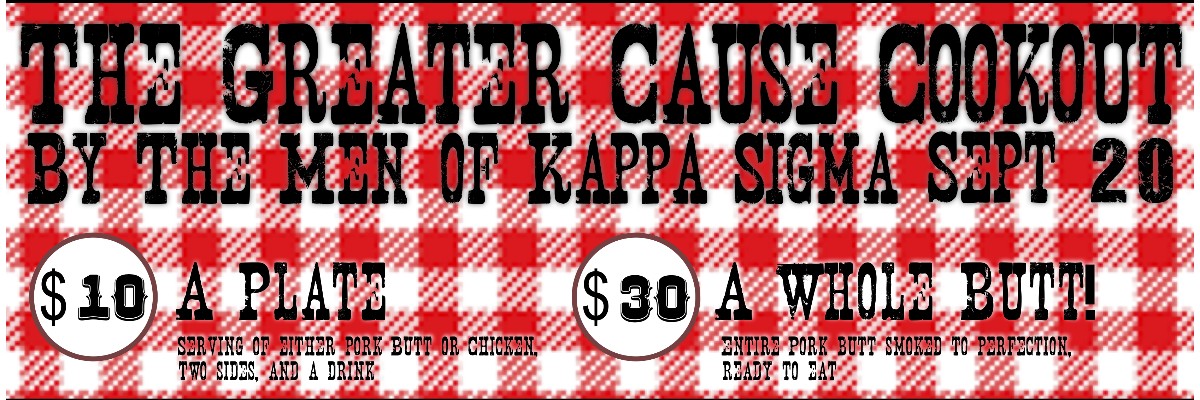 THE GREATER CAUSE COOKOUT
BY THE MEN OF KAPPA SIGMA SEPT 20
$10 A PLATE
SERVING OF EITHER PORK BUTT OR CHICKEN,
TWO SIDES, AND A DRINK
$30 A WHOLE BUTT!
ENTIRE PORK BUTT SMOKED TO PERFECTION,
READY TO EAT